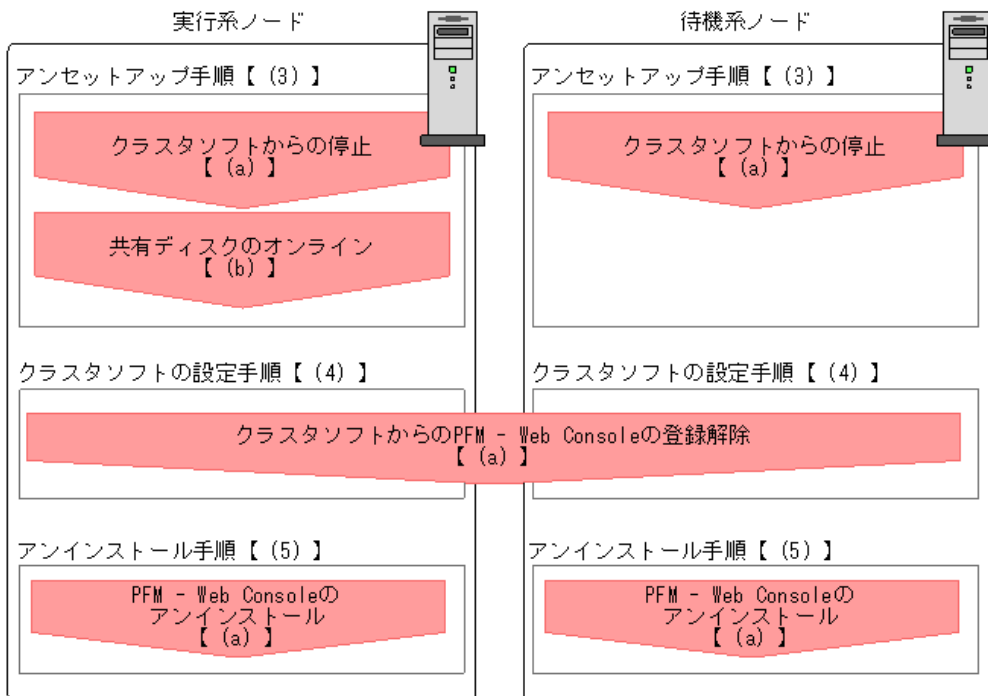 実行系ノード
待機系ノード
アンセットアップ手順【(3)】
クラスタソフトからの停止
【(a)】
共有ディスクのオンライン
【(b)】
アンセットアップ手順【(3)】
クラスタソフトからの停止
【(a)】
クラスタソフトの設定手順【(4)】
クラスタソフトの設定手順【(4)】
クラスタソフトからのPFM - Web Consoleの登録解除
【(a)】
アンインストール手順【(5)】
PFM - Web Consoleの
アンインストール
【(a)】
アンインストール手順【(5)】
PFM - Web Consoleの
アンインストール
【(a)】